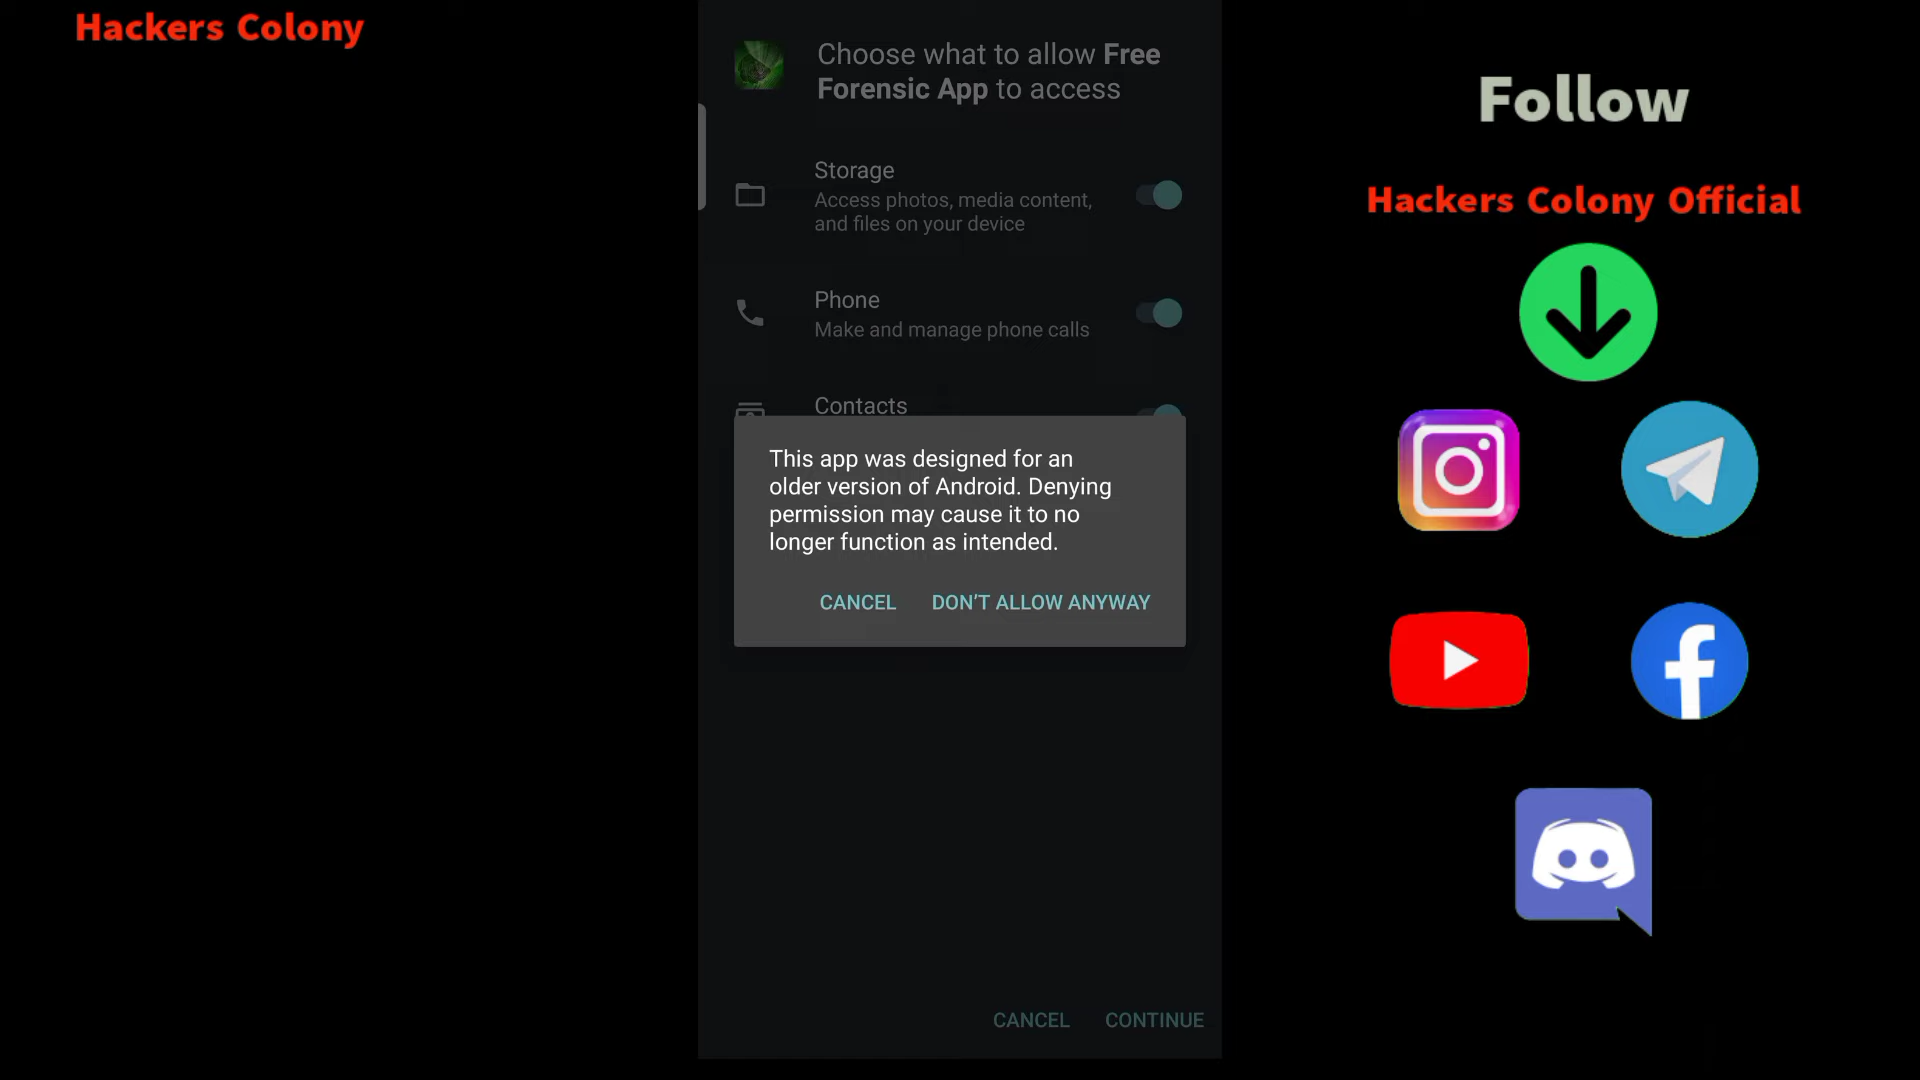 Hackers Colony
Choose what to allow Free
Forensic App to access
Storage
Access photos, media content,
and files on your device
Phone
Make and manage phone calls
Contacts
This app was designed for an
older version of Android. Denying
permission may cause it to no
longer function as intended.
CANCEL DON'T ALLOW ANYWAY
CANCEL CONTINUE
Follow
Hackers Colony Official